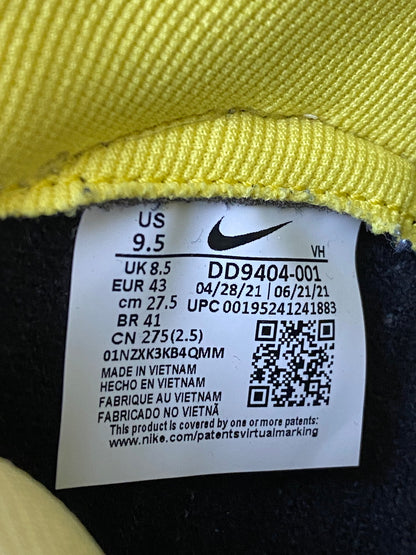 US
9.5
VH
UK 8.5
DD9404-001
EUR 43
04/28/21 | 06/21/21
cm 27.5
UPC 00195241241883
BR 41
CN 275(2.5)
01NZXK3KB4QMM
MADE IN VIETNAM
HECHO EN VIETNAM
FABRIQUE AU VIETNAM
FABRICADO NO VIETNÃ
This product is covered by one or more patents. See
www.nike.com/patentsvirtualmarking